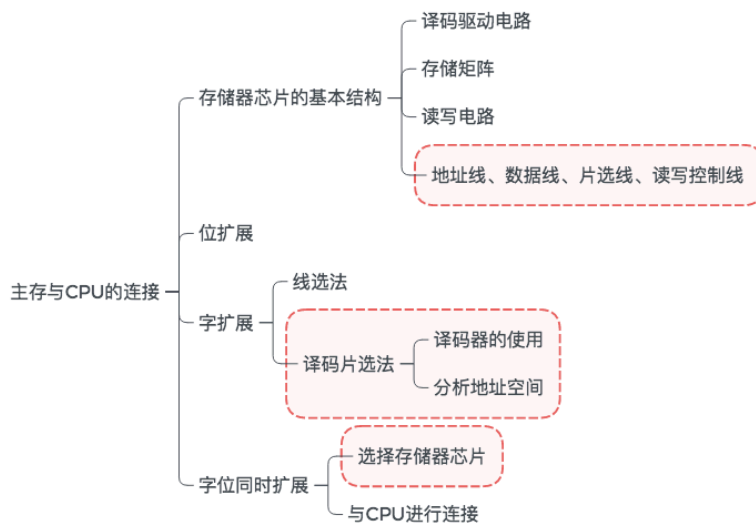 译码驱动电路
存储矩阵
存储器芯片的基本结构
读写电路
地址线、数据线、片选线、读写控制线
位扩展
线选法
主存与CPU的连接
字扩展
译码器的使用
译码片选法
分析地址空间
选择存储器芯片
字位同时扩展
与CPU进行连接